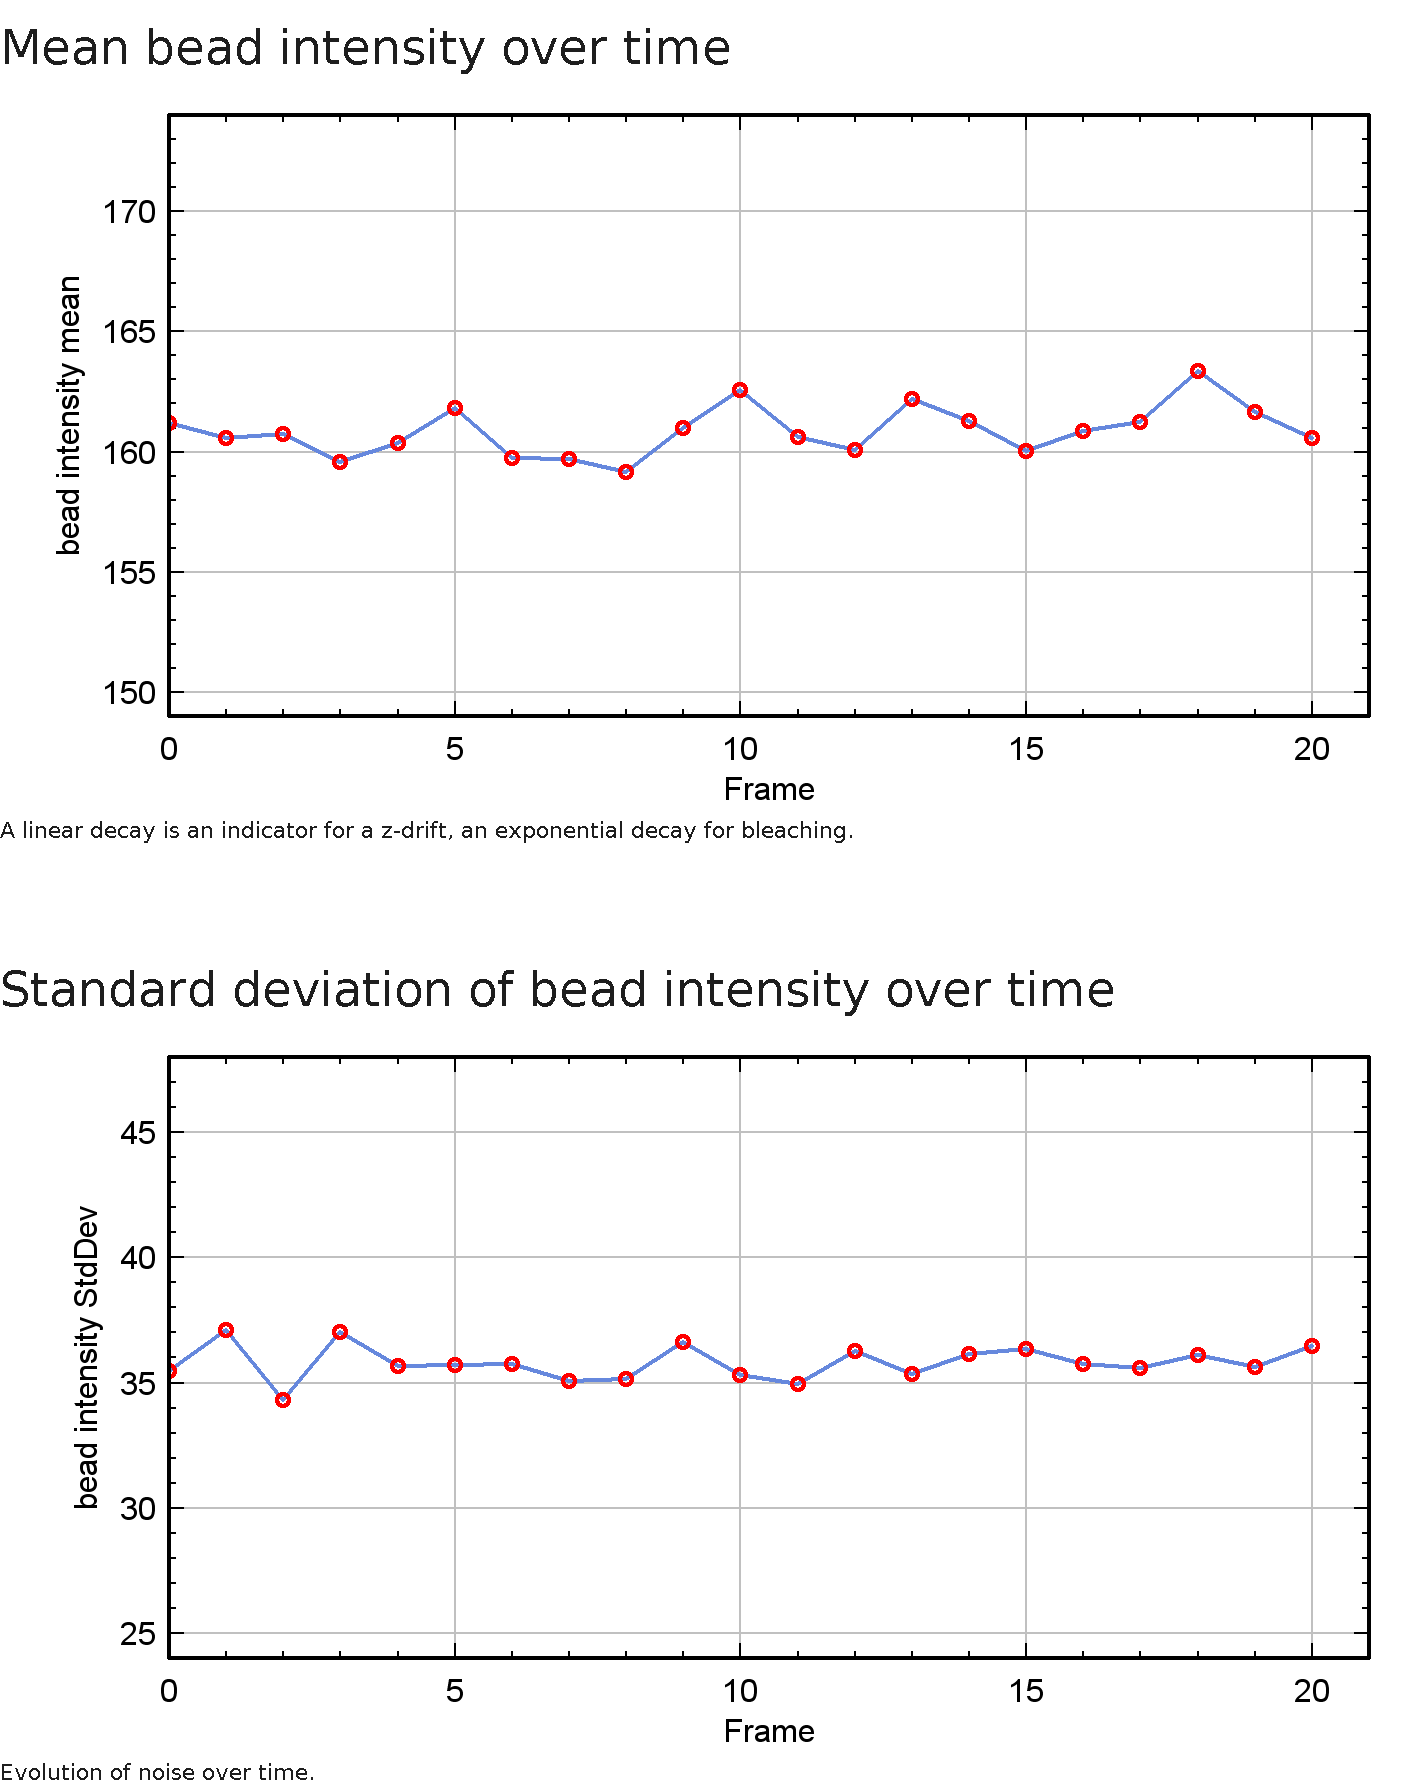 Mean bead intensity over time
170
165
160
155
150
bead intensity mean
0 5 10 15 20
Frame
A linear decay is an indicator for a z-drift, an exponential decay for bleaching.
Standard deviation of bead intensity over time
45
40
35
30
25
bead intensity StdDev
0 5 10 15 20
Frame
Evolution of noise over time.